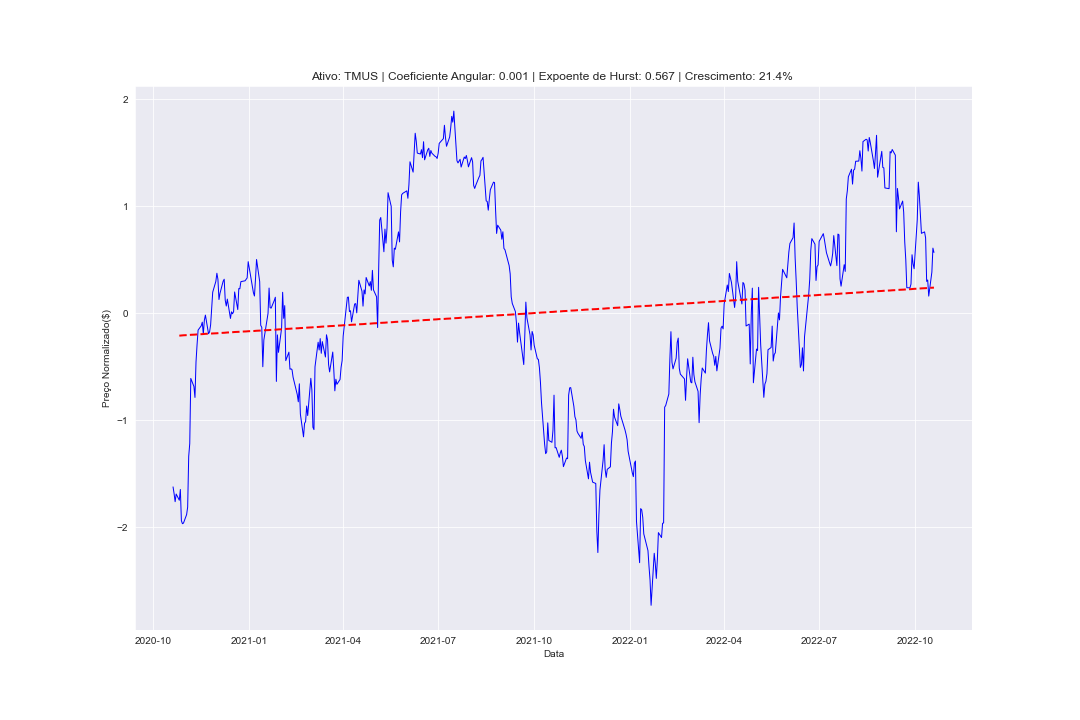 Ativo: TMUS | Coeficiente Angular: 0.001 | Expoente de Hurst: 0.567 | Crescimento: 21.4%
Preço Normalizado($)
2
1
0
−1
−2
2020-10 2021-01 2021-04 2021-07 2021-10 2022-01 2022-04 2022-07 2022-10
Data